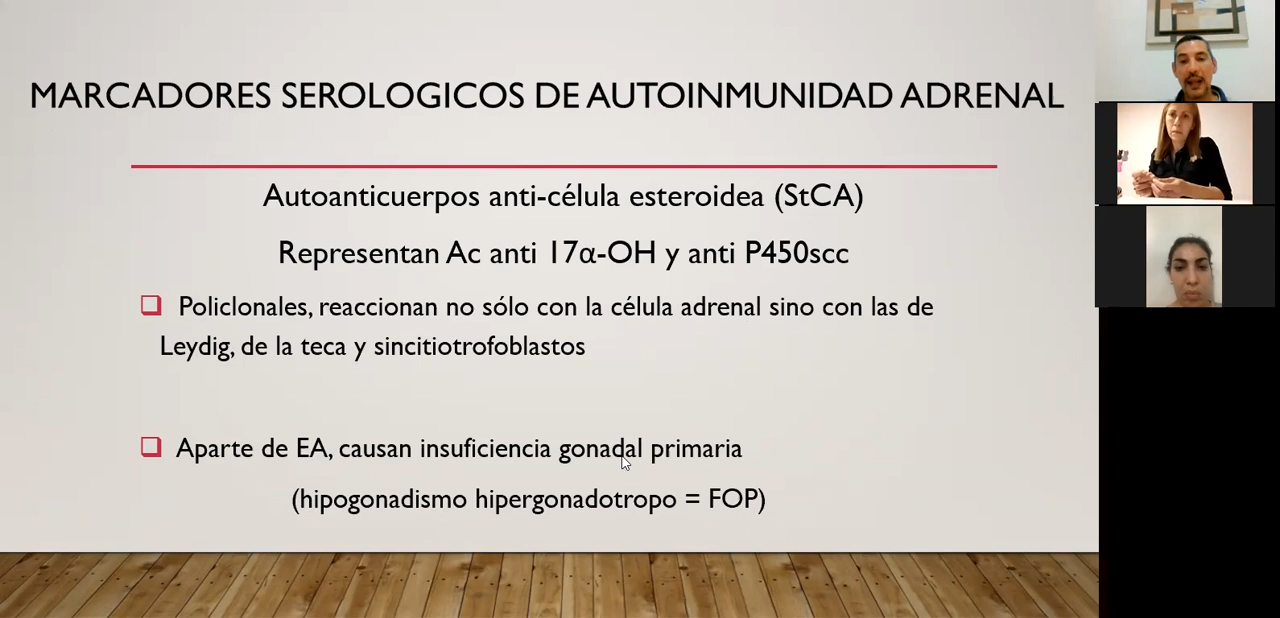 MARCADORES SEROLOGICOS DE AUTOINMUNIDAD ADRENAL
Autoanticuerpos anti-célula esteroidea (StCA)
Representan Ac anti 17α-OH y anti P450scc
Policlonales, reaccionan no sólo con la célula adrenal sino con las de
Leydig, de la teca y sincitiotrofoblastos
Aparte de EA, causan insuficiencia gonadal primaria
(hipogonadismo hipergonadotropo = FOP)